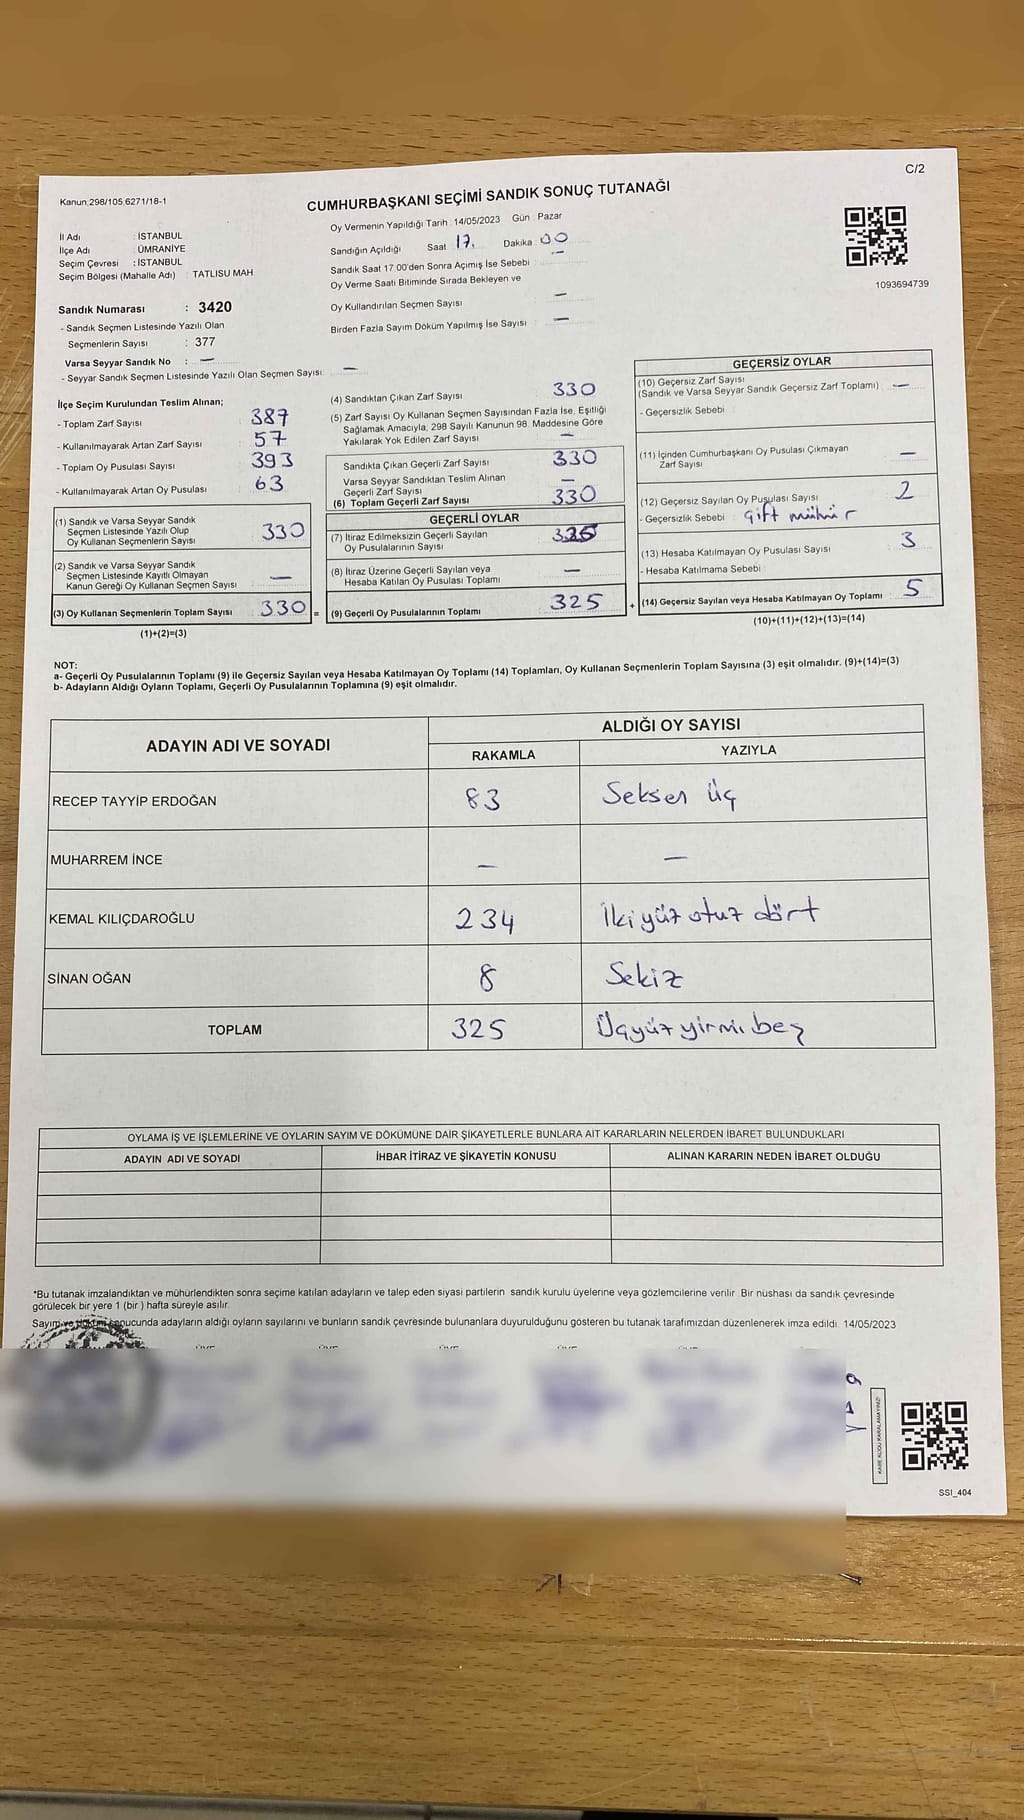 C/2
Kanun:298/105,6271/18-1
CUMHURBAŞKANI SEÇİMİ SANDIK SONUÇ TUTANAĞI
İl Adı : İSTANBUL
İlçe Adı : ÜMRANİYE
Seçim Çevresi : İSTANBUL
Seçim Bölgesi (Mahalle Adı) : TATLISU MAH
Oy Vermenin Yapıldığı Tarih : 14/05/2023 Gün : Pazar
Sandığın Açıldığı Saat : 17. Dakika : 00
Sandık Saat 17:00'den Sonra Açımış İse Sebebi : —
Oy Verme Saati Bitiminde Sırada Bekleyen ve
Oy Kullandırılan Seçmen Sayısı : —
Birden Fazla Sayım Döküm Yapılmış İse Sayısı : —
1093694739
Sandık Numarası : 3420
- Sandık Seçmen Listesinde Yazılı Olan
Seçmenlerin Sayısı : 377
Varsa Seyyar Sandık No : —
- Seyyar Sandık Seçmen Listesinde Yazılı Olan Seçmen Sayısı: —
İlçe Seçim Kurulundan Teslim Alınan;
- Toplam Zarf Sayısı : 387
- Kullanılmayarak Artan Zarf Sayısı : 57
- Toplam Oy Pusulası Sayısı : 393
- Kullanılmayarak Artan Oy Pusulası : 63
(1) Sandık ve Varsa Seyyar Sandık
Seçmen Listesinde Yazılı Olup
Oy Kullanan Seçmenlerin Sayısı : 330
(2) Sandık ve Varsa Seyyar Sandık
Seçmen Listesinde Kayıtlı Olmayan
Kanun Gereği Oy Kullanan Seçmen Sayısı : —
(3) Oy Kullanan Seçmenlerin Toplam Sayısı : 330 =
(1)+(2)=(3)
(4) Sandıktan Çıkan Zarf Sayısı : 330
(5) Zarf Sayısı Oy Kullanan Seçmen Sayısından Fazla İse, Eşitliği
Sağlamak Amacıyla, 298 Sayılı Kanunun 98. Maddesine Göre
Yakılarak Yok Edilen Zarf Sayısı : —
Sandıkta Çıkan Geçerli Zarf Sayısı : 330
Varsa Seyyar Sandıktan Teslim Alınan
Geçerli Zarf Sayısı : —
(6) Toplam Geçerli Zarf Sayısı : 330
GEÇERLİ OYLAR
(7) İtiraz Edilmeksizin Geçerli Sayılan
Oy Pusulalarının Sayısı : 325
(8) İtiraz Üzerine Geçerli Sayılan veya
Hesaba Katılan Oy Pusulası Toplamı : —
(9) Geçerli Oy Pusulalarının Toplamı : 325 +
GEÇERSİZ OYLAR
(10) Geçersiz Zarf Sayısı
(Sandık ve Varsa Seyyar Sandık Geçersiz Zarf Toplamı) : —
- Geçersizlik Sebebi :
(11) İçinden Cumhurbaşkanı Oy Pusulası Çıkmayan
Zarf Sayısı : —
(12) Geçersiz Sayılan Oy Pusulası Sayısı : 2
- Geçersizlik Sebebi : Çift mühür
(13) Hesaba Katılmayan Oy Pusulası Sayısı : 3
- Hesaba Katılmama Sebebi :
(14) Geçersiz Sayılan veya Hesaba Katılmayan Oy Toplamı : 5
(10)+(11)+(12)+(13)=(14)
NOT:
a- Geçerli Oy Pusulalarının Toplamı (9) ile Geçersiz Sayılan veya Hesaba Katılmayan Oy Toplamı (14) Toplamları, Oy Kullanan Seçmenlerin Toplam Sayısına (3) eşit olmalıdır. (9)+(14)=(3)
b- Adayların Aldığı Oyların Toplamı, Geçerli Oy Pusulalarının Toplamına (9) eşit olmalıdır.
ADAYIN ADI VE SOYADI
ALDIĞI OY SAYISI
RAKAMLA YAZIYLA
RECEP TAYYİP ERDOĞAN 83 Seksen Üç
MUHARREM İNCE — —
KEMAL KILIÇDAROĞLU 234 İkiyüz otuz dört
SİNAN OĞAN 8 Sekiz
TOPLAM 325 Üçyüz yirmi beş
OYLAMA İŞ VE İŞLEMLERİNE VE OYLARIN SAYIM VE DÖKÜMÜNE DAİR ŞİKAYETLERLE BUNLARA AİT KARARLARIN NELERDEN İBARET BULUNDUKLARI
ADAYIN ADI VE SOYADI İHBAR İTİRAZ VE ŞİKAYETİN KONUSU ALINAN KARARIN NEDEN İBARET OLDUĞU
*Bu tutanak imzalandıktan ve mühürlendikten sonra seçime katılan adayların ve talep eden siyasi partilerin sandık kurulu üyelerine veya gözlemcilerine verilir. Bir nüshası da sandık çevresinde
görülecek bir yere 1 (bir) hafta süreyle asılır.
Sayım ve döküm sonucunda adayların aldığı oyların sayılarını ve bunların sandık çevresinde bulunanlara duyurulduğunu gösteren bu tutanak tarafımızdan düzenlenerek imza edildi. 14/05/2023
KARE KODU KARALAMAYINIZ!
SSI_404